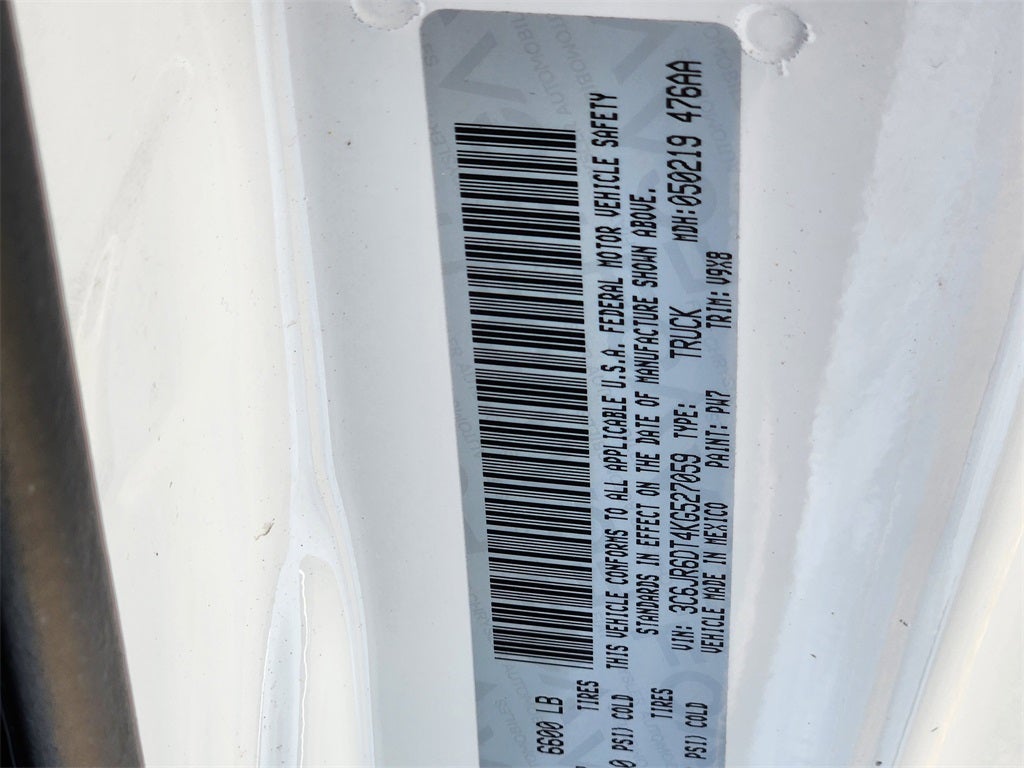 6600 LB
TIRES
PSI) COLD
THIS VEHICLE CONFORMS TO ALL APPLICABLE U.S.A. FEDERAL MOTOR VEHICLE SAFETY
STANDARDS IN EFFECT ON THE DATE OF MANUFACTURE SHOWN ABOVE.
TIRES
PSI) COLD
VIN: 3C6JR6DT4KG527059 TYPE: TRUCK MDH:050219 476AA
VEHICLE MADE IN MEXICO PAINT: PW7 TRIM: V9X8